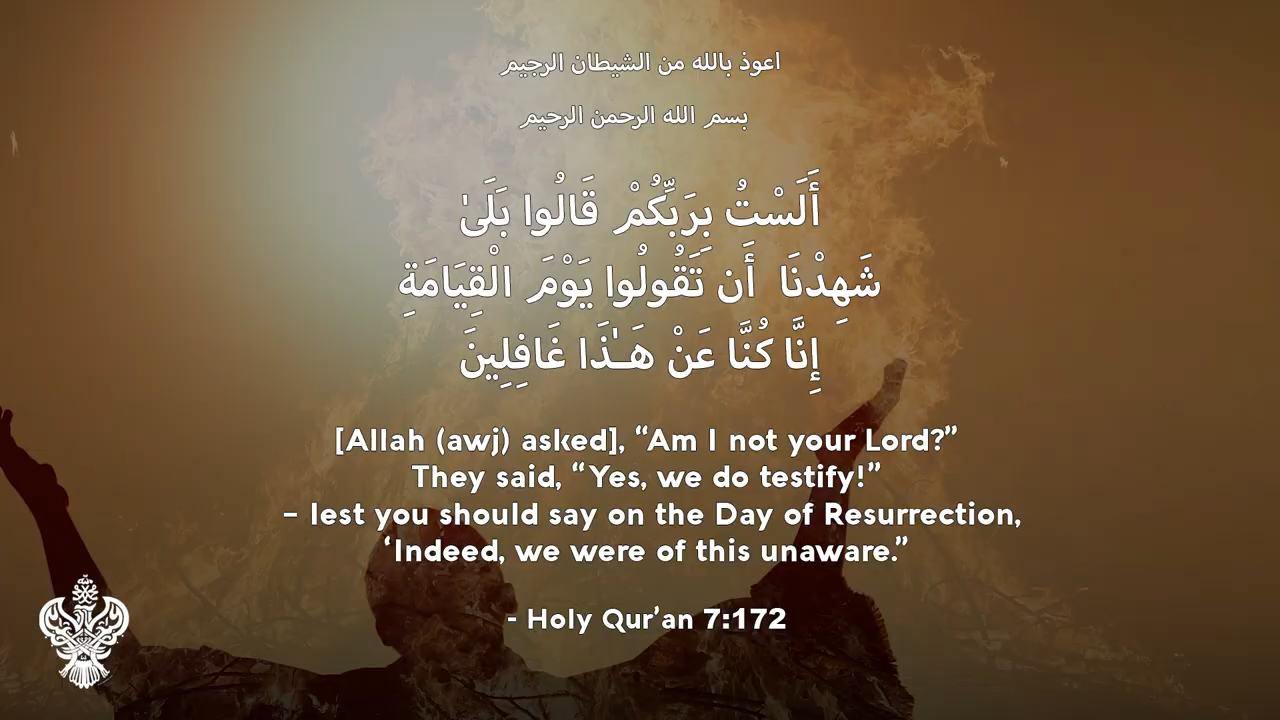 اعوذ بالله من الشيطان الرجيم
بسم الله الرحمن الرحيم
أَلَسْتُ بِرَبِّكُمْ قَالُوا بَلَىٰ
شَهِدْنَا أَن تَقُولُوا يَوْمَ الْقِيَامَةِ
إِنَّا كُنَّا عَنْ هَـٰذَا غَافِلِينَ
[Allah (awj) asked], “Am I not your Lord?”
They said, “Yes, we do testify!”
– lest you should say on the Day of Resurrection,
‘Indeed, we were of this unaware.”
- Holy Qur’an 7:172